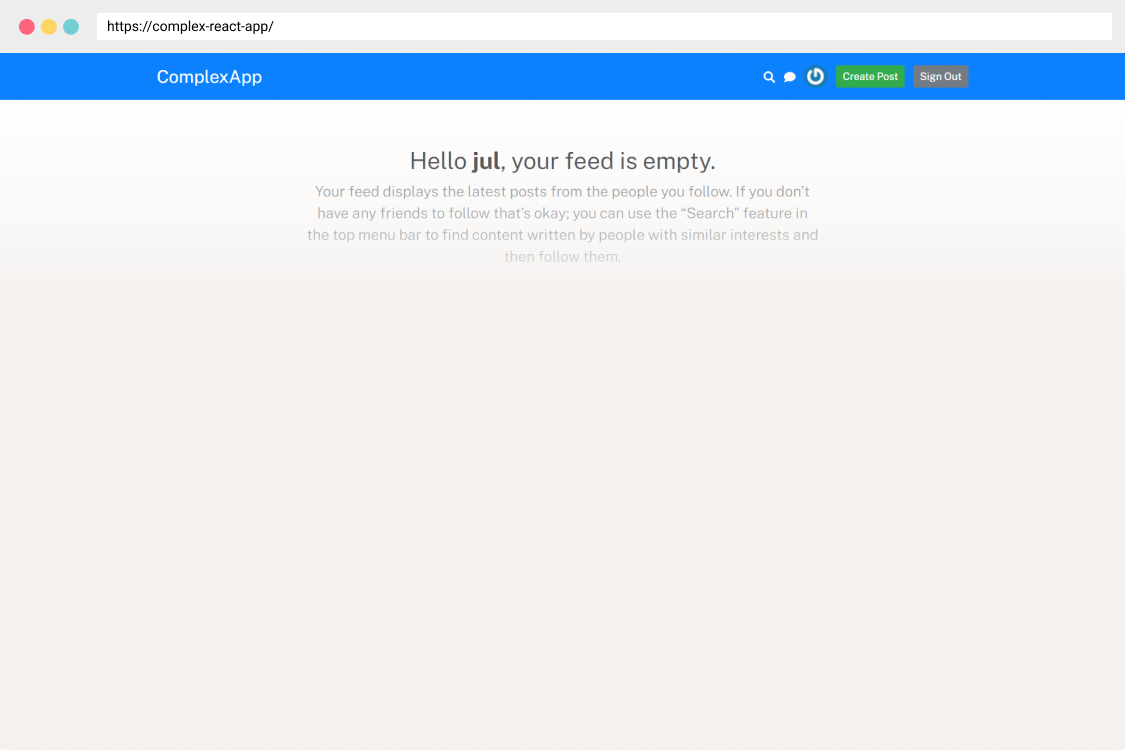 https://complex-react-app/
ComplexApp
Create Post
Sign Out
Hello jul, your feed is empty.
Your feed displays the latest posts from the people you follow. If you don’t
have any friends to follow that’s okay; you can use the “Search” feature in
the top menu bar to find content written by people with similar interests and
then follow them.